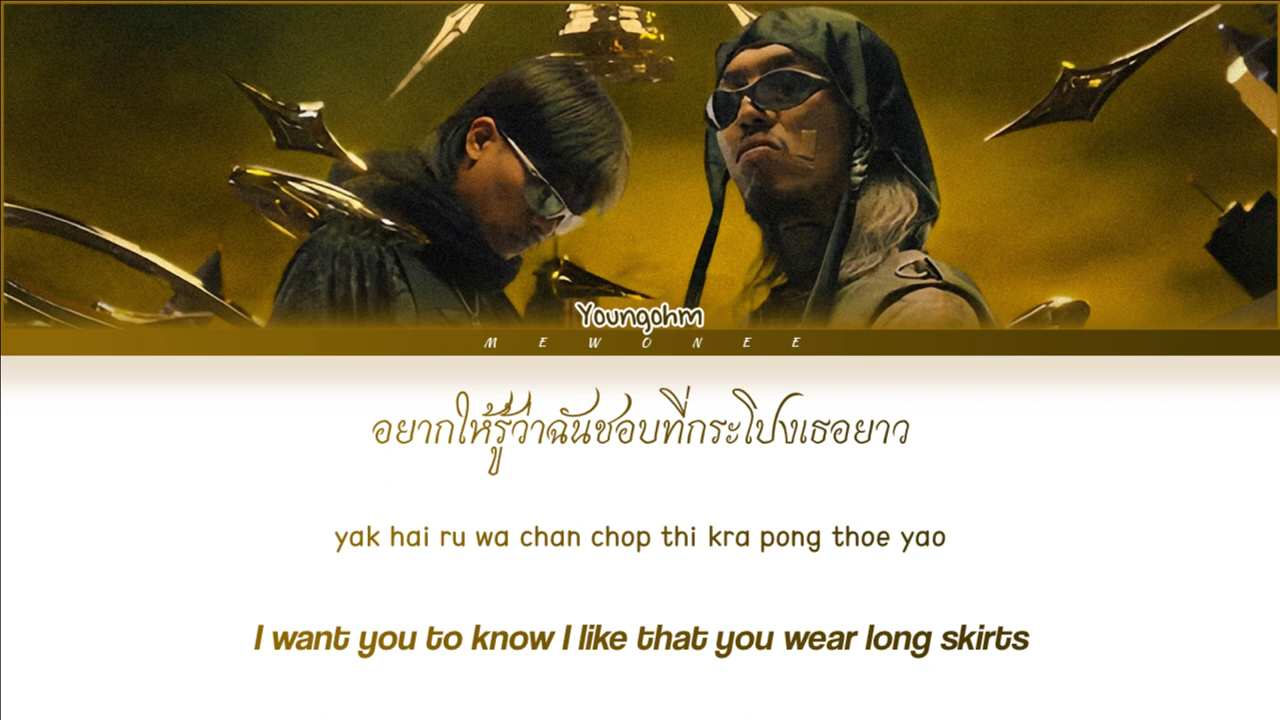 Youngohm
MEWONEE
อยากให้รู้ว่าฉันชอบที่กระโปงเธอยาว
yak hai ru wa chan chop thi kra pong thoe yao
I want you to know I like that you wear long skirts